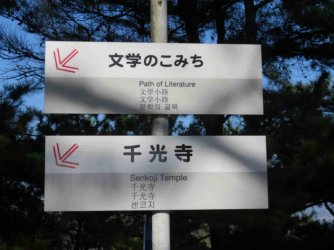 文学のこみち
Path of Literature
文学小路
文學小路
문학의 골목
千光寺
Senkoji Temple
千光寺
千光寺
센코지